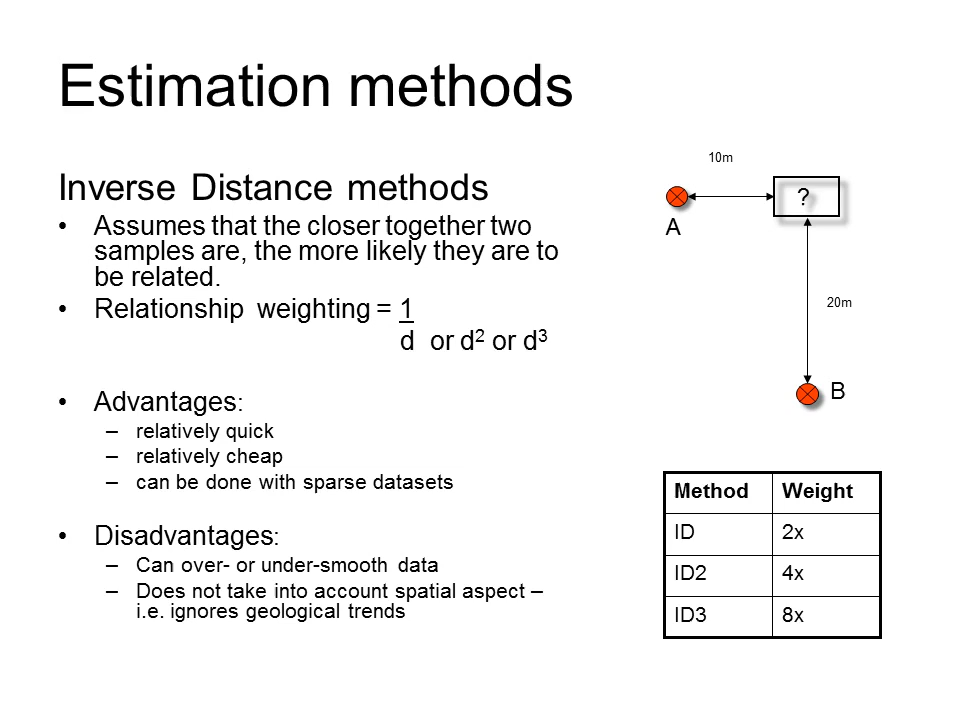 Estimation methods
Inverse Distance methods
• Assumes that the closer together two
samples are, the more likely they are to
be related.
• Relationship weighting = 1
d or d² or d³
• Advantages:
– relatively quick
– relatively cheap
– can be done with sparse datasets
• Disadvantages:
– Can over- or under-smooth data
– Does not take into account spatial aspect –
i.e. ignores geological trends
10m
?
A
20m
B
Method Weight
ID 2x
ID2 4x
ID3 8x